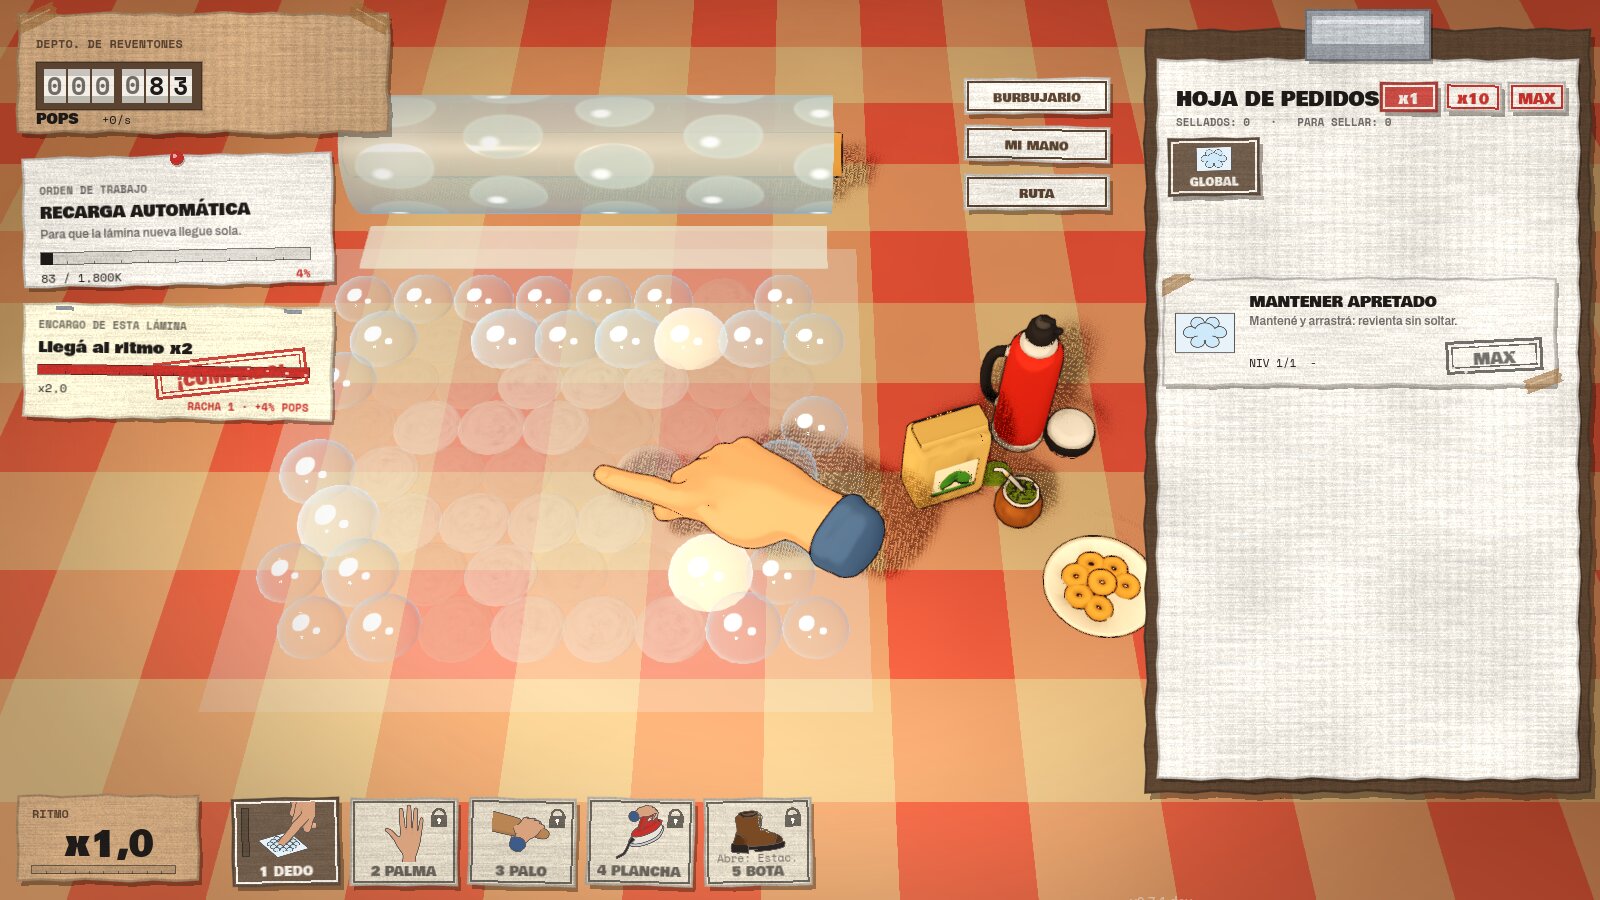 DEPTO. DE REVENTONES
000 083
POPS +0/s
ORDEN DE TRABAJO
RECARGA AUTOMÁTICA
Para que la lámina nueva llegue sola.
83 / 1.800K 4%
ENCARGO DE ESTA LÁMINA
Llegá al ritmo x2
x2.0
RACHA 1 · +4% POPS
BURBUJARIO
MI MANO
RUTA
HOJA DE PEDIDOS x1 x10 MAX
SELLADOS: 0 · PARA SELLAR: 0
GLOBAL
MANTENER APRETADO
Mantené y arrastrá: revienta sin soltar.
NIV 1/1 - MAX
RITMO
x1,0
1 DEDO
2 PALMA
3 PALO
4 PLANCHA
Abre: Estac.
5 BOTA